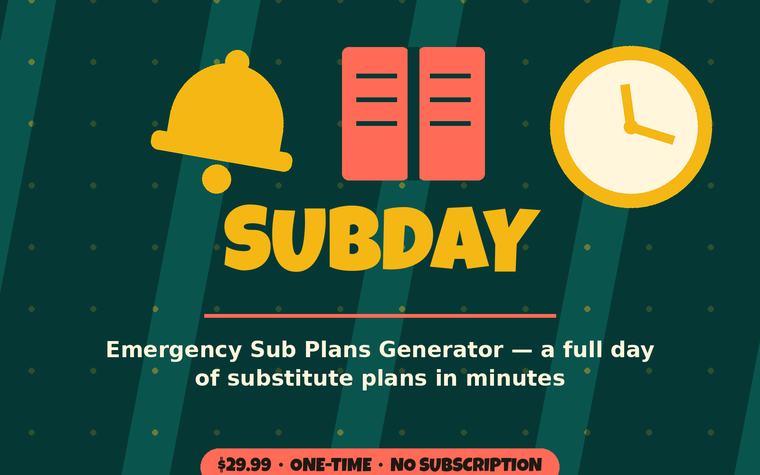 SUBDAY
Emergency Sub Plans Generator — a full day
of substitute plans in minutes
$29.99 · ONE-TIME · NO SUBSCRIPTION